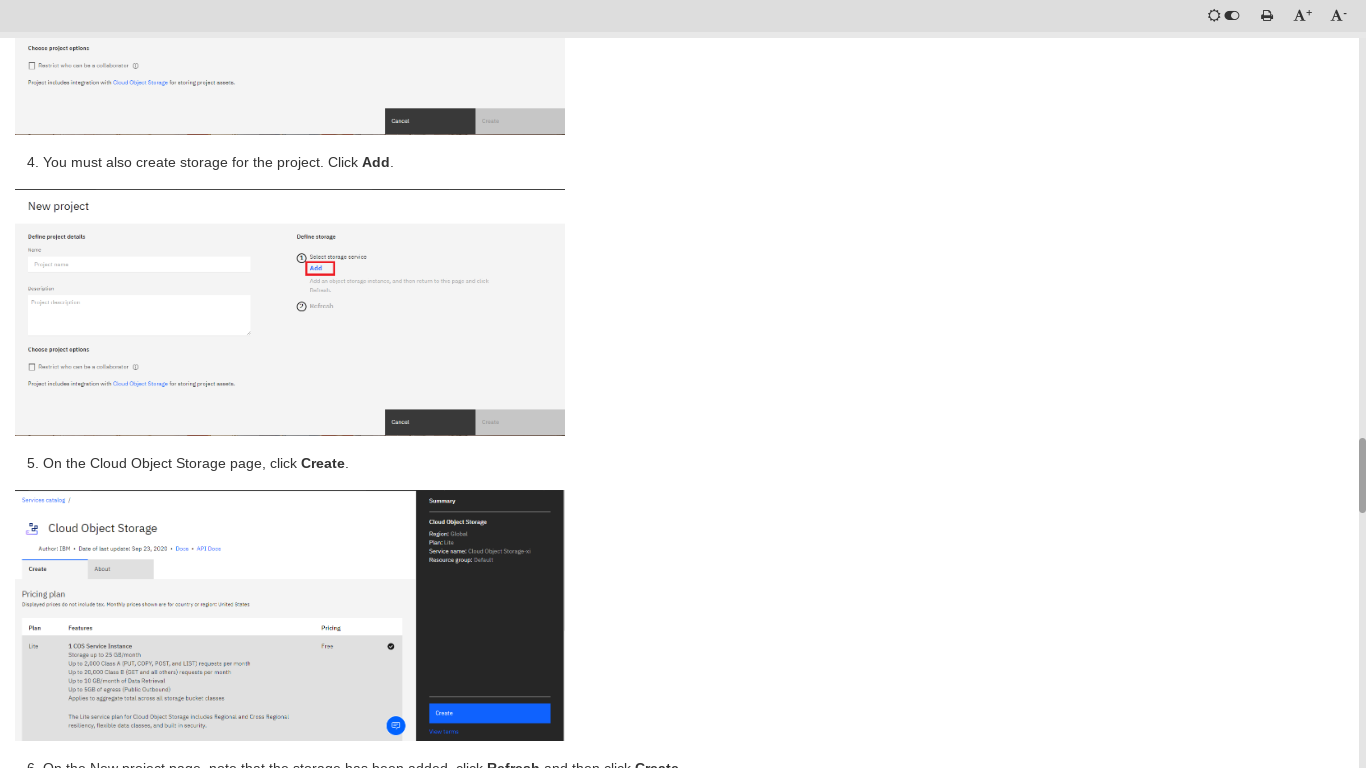 A+ A-
Choose project options
Restrict who can be a collaborator
Project includes integration with Cloud Object Storage for storing project assets.
Cancel Create
4. You must also create storage for the project. Click Add.
New project
Define project details
Name
Project name
Description
Project description
Choose project options
Restrict who can be a collaborator
Project includes integration with Cloud Object Storage for storing project assets.
Define storage
1 Select storage service
Add
Add an object storage instance, and then return to this page and click
Refresh.
2 Refresh
Cancel Create
5. On the Cloud Object Storage page, click Create.
Services catalog /
Cloud Object Storage
Author: IBM • Date of last update: Sep 23, 2020 • Docs • API Docs
Create About
Pricing plan
Displayed prices do not include tax. Monthly prices shown are for country or region: United States
Plan Features Pricing
Lite 1 COS Service Instance Free
Storage up to 25 GB/month
Up to 2,000 Class A (PUT, COPY, POST, and LIST) requests per month
Up to 20,000 Class B (GET and all others) requests per month
Up to 10 GB/month of Data Retrieval
Up to 5GB of egress (Public Outbound)
Applies to aggregate total across all storage bucket classes
The Lite service plan for Cloud Object Storage includes Regional and Cross Regional
resiliency, flexible data classes, and built in security.
Summary
Cloud Object Storage
Region: Global
Plan: Lite
Service name: Cloud Object Storage-xi
Resource group: Default
Create
View terms
6. On the New project page, note that the storage has been added, click Refresh and then click Create.